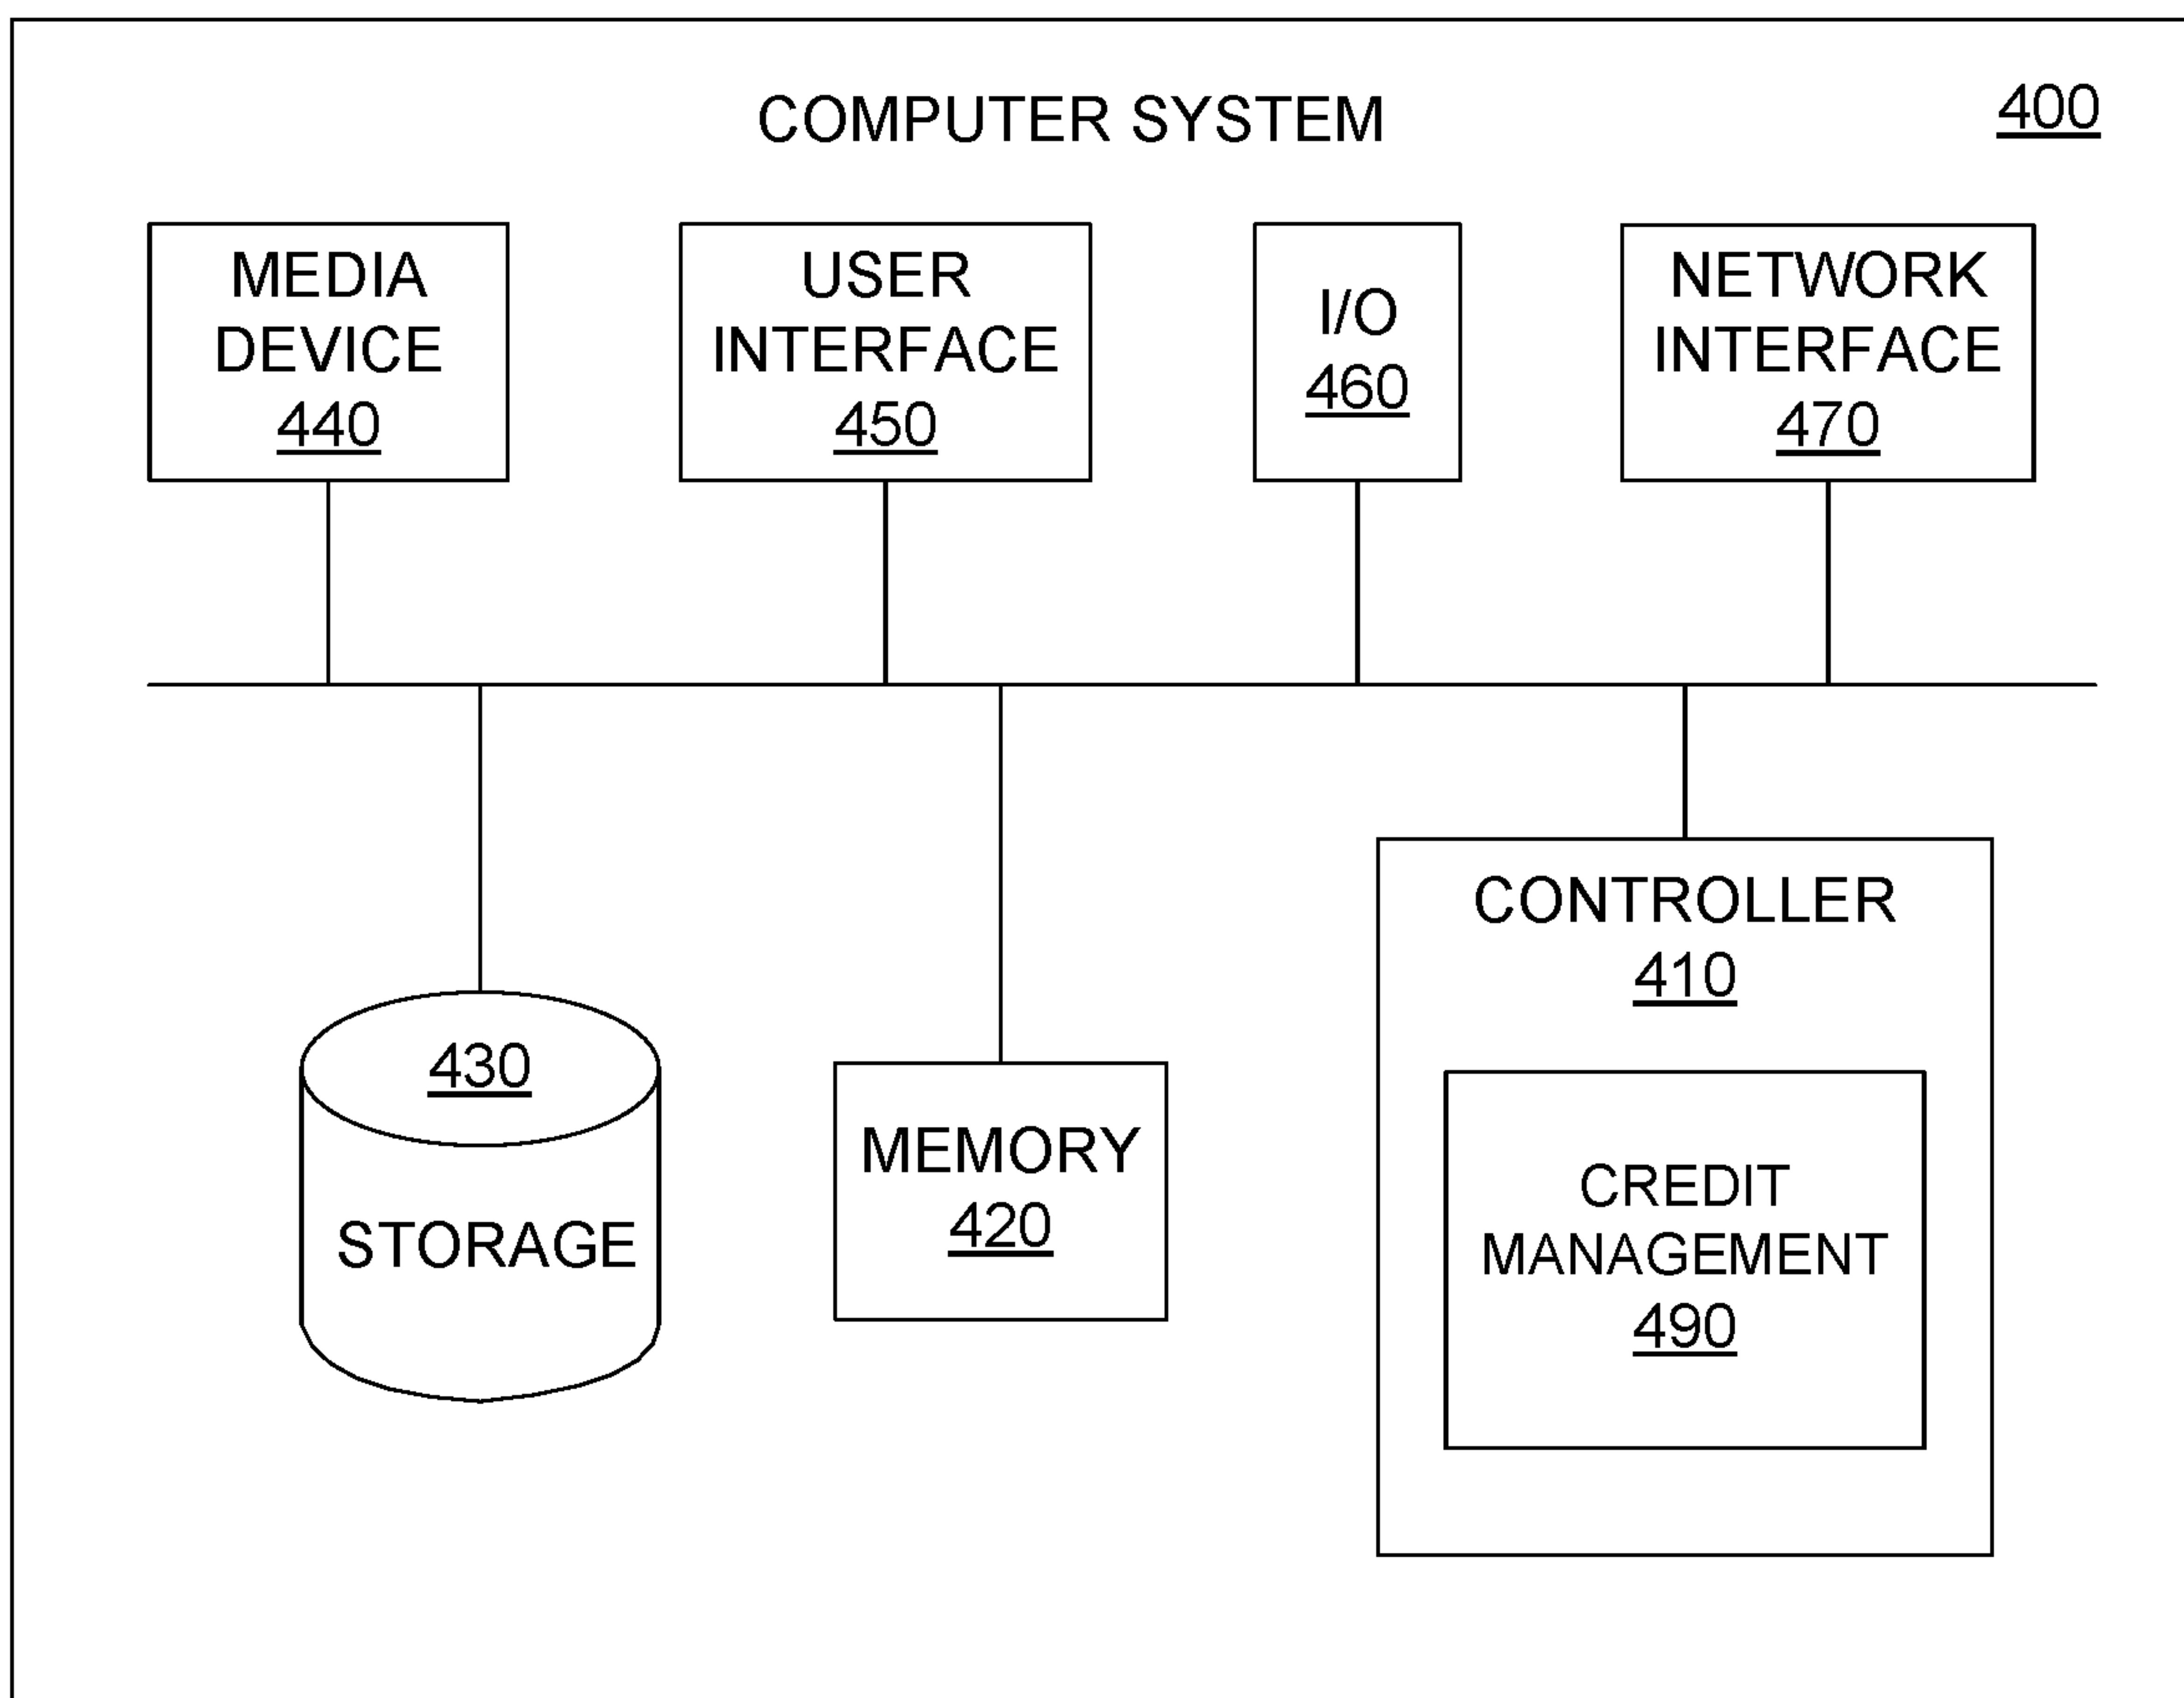 COMPUTER SYSTEM
400
MEDIA
DEVICE
440
USER
INTERFACE
450
I/O
460
NETWORK
INTERFACE
470
430
STORAGE
MEMORY
420
CONTROLLER
410
CREDIT
MANAGEMENT
490